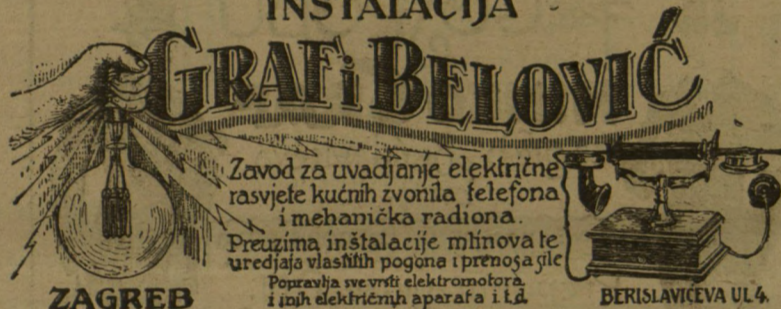 INSTALACIJA
GRAF i BELOVIĆ
Zavod za uvadjanje električne
rasvjete kućnih zvonila telefona
i mehanička radiona.
Preuzima inštalacije mlinova te
uredjaja vlastitih pogona i prenosa sile
Popravlja sve vrsti elektromotora
i inih električnih aparata i.t.d.
ZAGREB
BERISLAVIĆEVA UL 4.